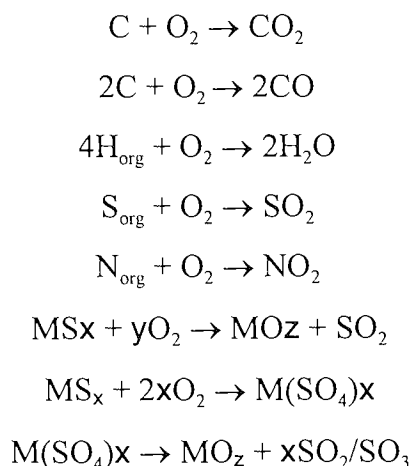 C + O₂ → CO₂
2C + O₂ → 2CO
4H_org + O₂ → 2H₂O
S_org + O₂ → SO₂
N_org + O₂ → NO₂
MSx + yO₂ → MOz + SO₂
MSₓ + 2xO₂ → M(SO₄)x
M(SO₄)x → MO_z + xSO₂/SO₃